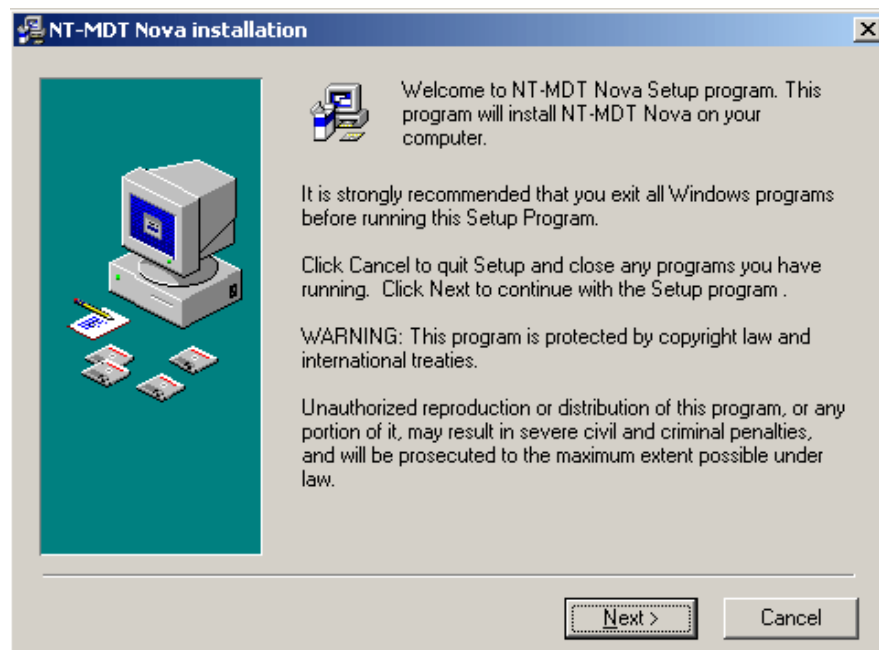 NT-MDT Nova installation
Welcome to NT-MDT Nova Setup program. This
program will install NT-MDT Nova on your
computer.
It is strongly recommended that you exit all Windows programs
before running this Setup Program.
Click Cancel to quit Setup and close any programs you have
running. Click Next to continue with the Setup program .
WARNING: This program is protected by copyright law and
international treaties.
Unauthorized reproduction or distribution of this program, or any
portion of it, may result in severe civil and criminal penalties,
and will be prosecuted to the maximum extent possible under
law.
Next >
Cancel